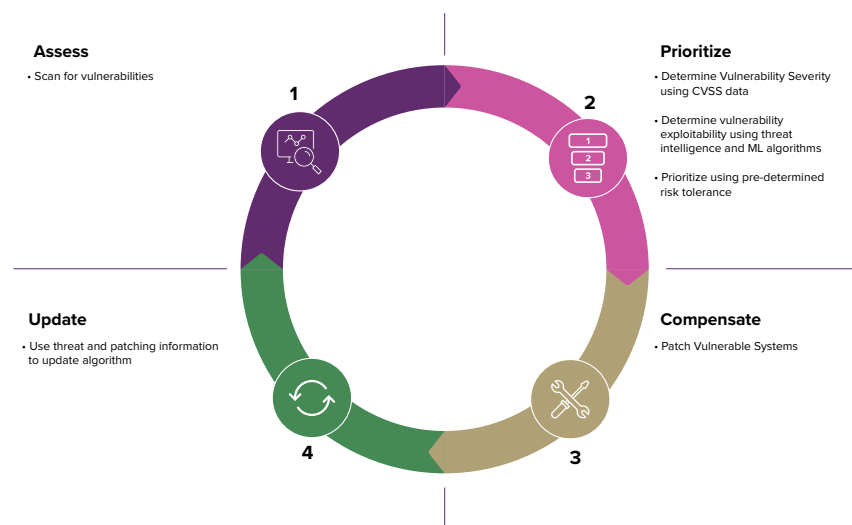 Assess
• Scan for vulnerabilities
1
Prioritize
• Determine Vulnerability Severity
using CVSS data
• Determine vulnerability
exploitability using threat
intelligence and ML algorithms
• Prioritize using pre-determined
risk tolerance
2
1
2
3
Update
• Use threat and patching information
to update algorithm
4
Compensate
• Patch Vulnerable Systems
3